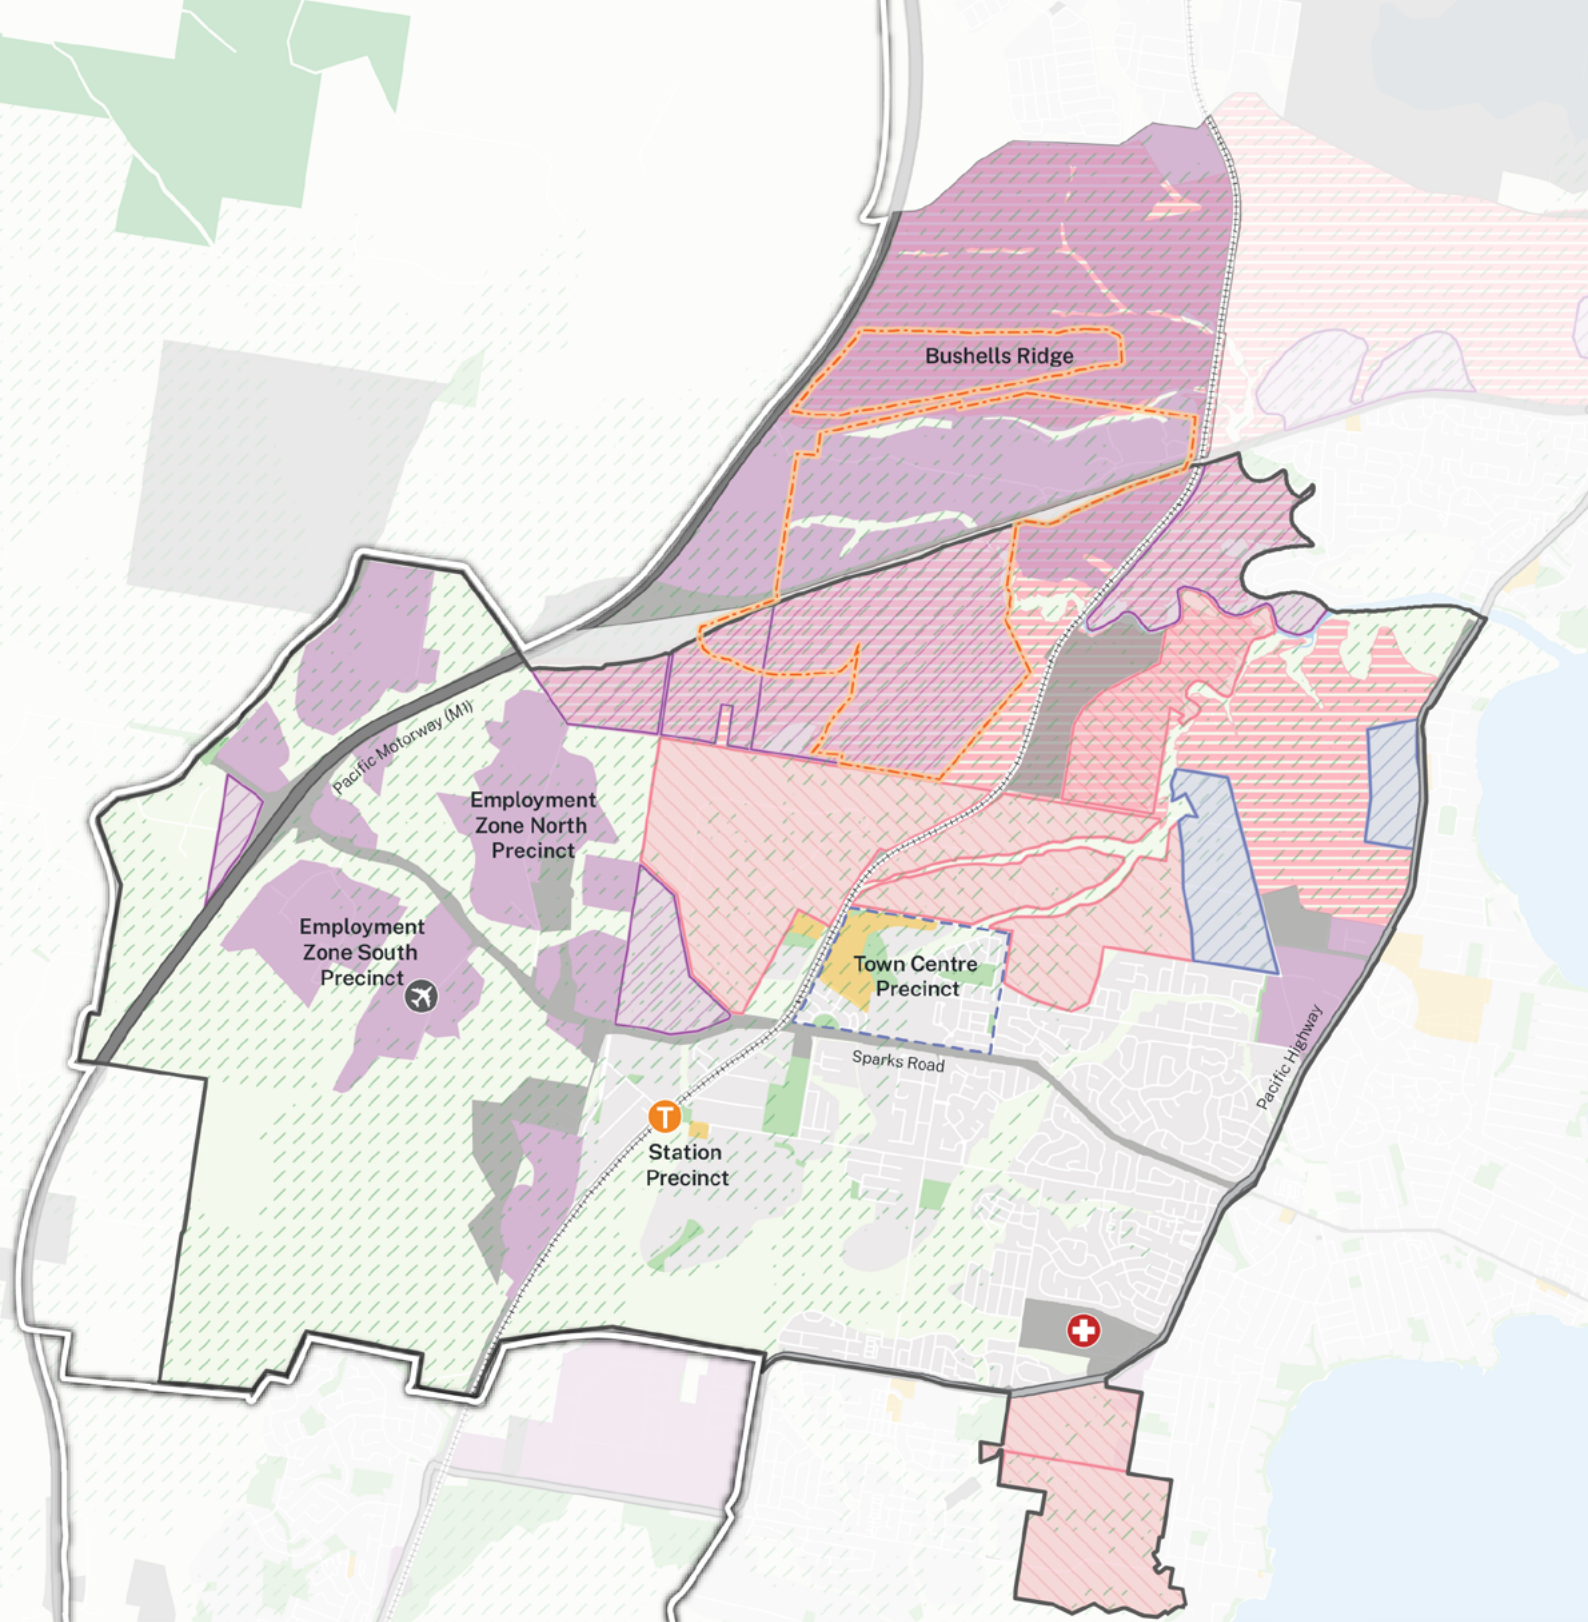 Bushells Ridge
Pacific Motorway (M1)
Employment
Zone North
Precinct
Employment
Zone South
Precinct
Town Centre
Precinct
Sparks Road
Pacific Highway
T
Station
Precinct